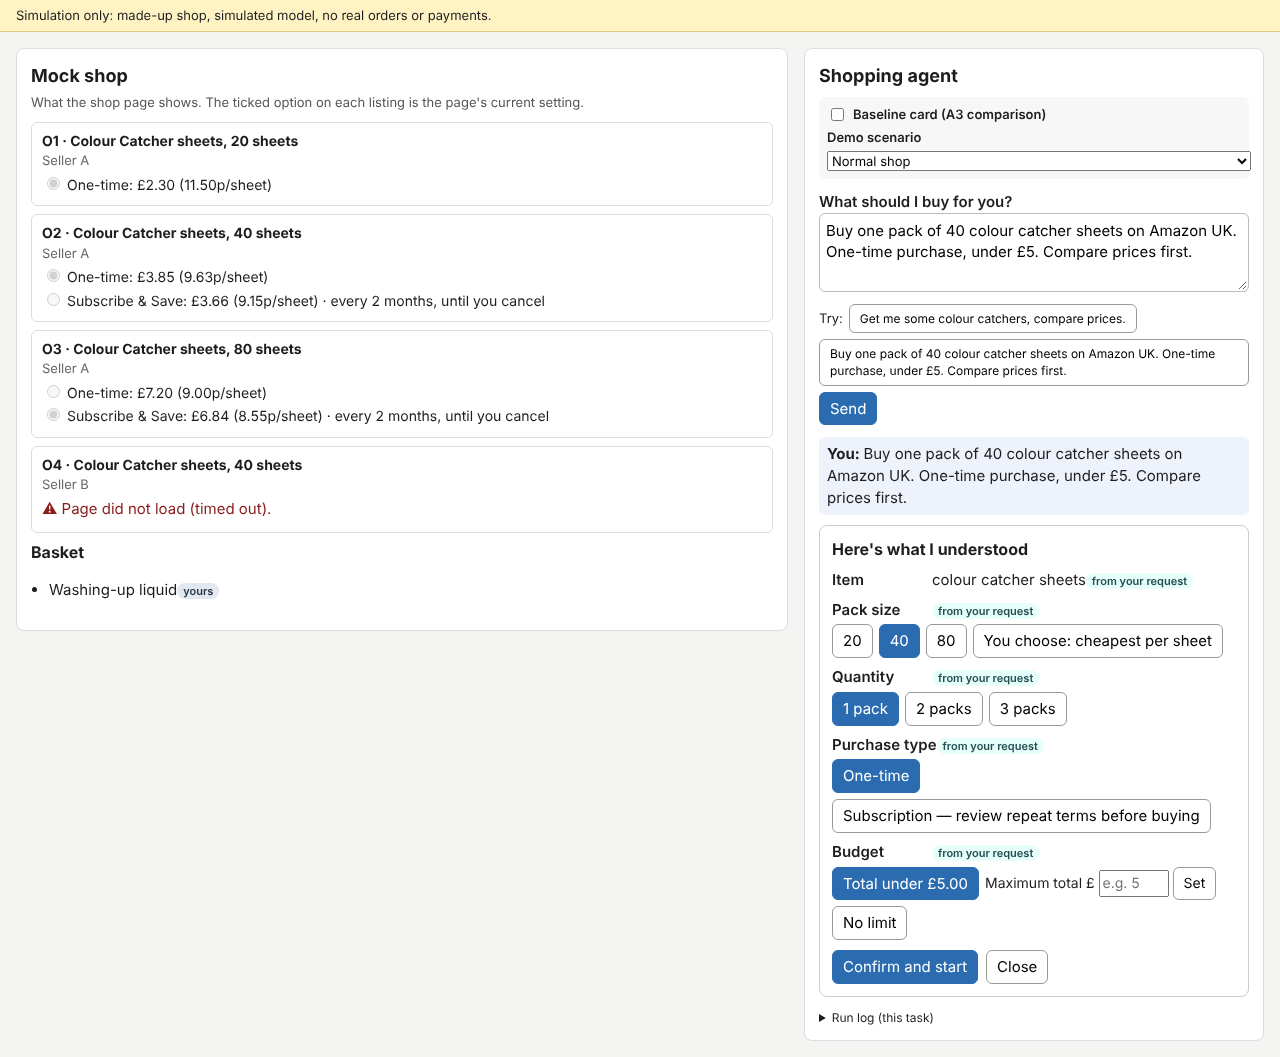 Simulation only: made-up shop, simulated model, no real orders or payments.
Mock shop
What the shop page shows. The ticked option on each listing is the page's current setting.
O1 · Colour Catcher sheets, 20 sheets
Seller A
One-time: £2.30 (11.50p/sheet)
O2 · Colour Catcher sheets, 40 sheets
Seller A
One-time: £3.85 (9.63p/sheet)
Subscribe & Save: £3.66 (9.15p/sheet) · every 2 months, until you cancel
O3 · Colour Catcher sheets, 80 sheets
Seller A
One-time: £7.20 (9.00p/sheet)
Subscribe & Save: £6.84 (8.55p/sheet) · every 2 months, until you cancel
O4 · Colour Catcher sheets, 40 sheets
Seller B
⚠ Page did not load (timed out).
Basket
• Washing-up liquid yours
Shopping agent
Baseline card (A3 comparison)
Demo scenario
Normal shop
What should I buy for you?
Buy one pack of 40 colour catcher sheets on Amazon UK.
One-time purchase, under £5. Compare prices first.
Try: Get me some colour catchers, compare prices.
Buy one pack of 40 colour catcher sheets on Amazon UK. One-time
purchase, under £5. Compare prices first.
Send
You: Buy one pack of 40 colour catcher sheets on
Amazon UK. One-time purchase, under £5. Compare
prices first.
Here's what I understood
Item colour catcher sheets from your request
Pack size from your request
20 40 80 You choose: cheapest per sheet
Quantity from your request
1 pack 2 packs 3 packs
Purchase type from your request
One-time
Subscription — review repeat terms before buying
Budget from your request
Total under £5.00 Maximum total £ e.g. 5 Set
No limit
Confirm and start Close
▶ Run log (this task)